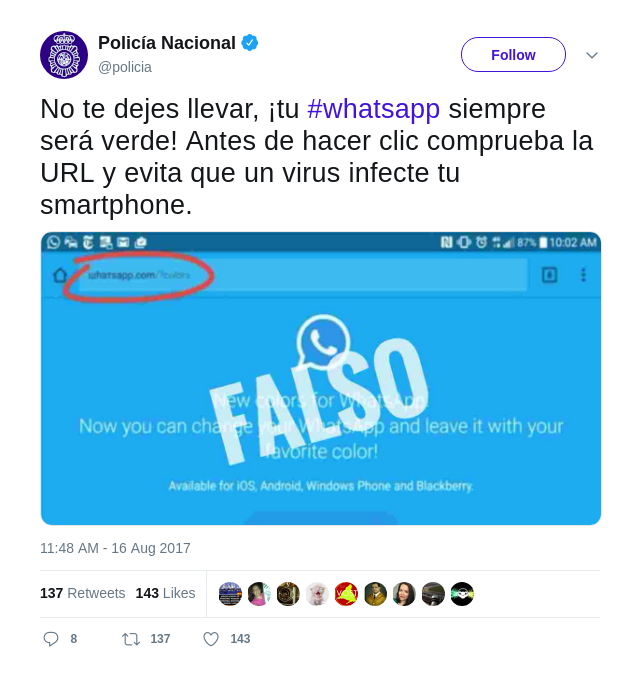 Policía Nacional
@policia
Follow
No te dejes llevar, ¡tu #whatsapp siempre
será verde! Antes de hacer clic comprueba la
URL y evita que un virus infecte tu
smartphone.
87% 10:02 AM
FALSO
New colors for WhatsApp
Now you can change your WhatsApp and leave it with your
favorite color!
Available for iOS, Android, Windows Phone and Blackberry.
11:48 AM - 16 Aug 2017
137 Retweets 143 Likes
8 137 143